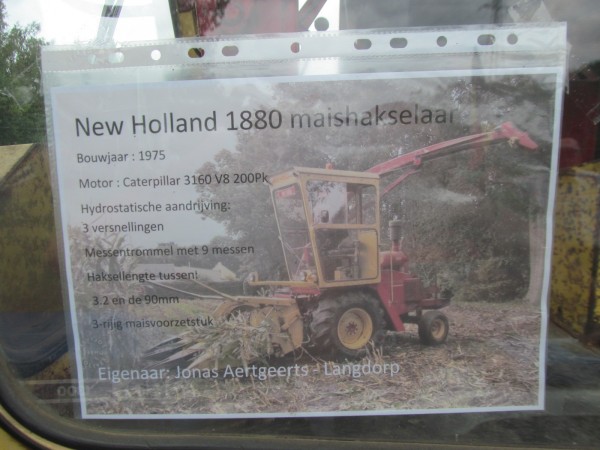 New Holland 1880 maishakselaar
Bouwjaar : 1975
Motor : Caterpillar 3160 V8 200Pk
Hydrostatische aandrijving:
3 versnellingen
Messentrommel met 9 messen
Haksellengte tussen!
3.2 en de 90mm
3-rijig maisvoorzetstuk
Eigenaar: Jonas Aertgeerts - Langdorp